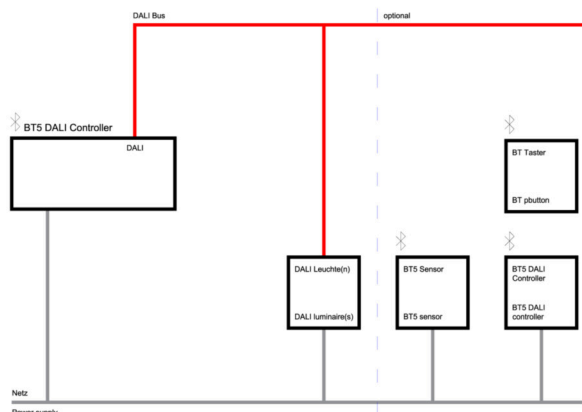 DALI Bus
optional
BT5 DALI Controller
DALI
BT Taster
BT pbutton
DALI Leuchte(n)
DALI luminaire(s)
BT5 Sensor
BT5 sensor
BT5 DALI
Controller
BT5 DALI
controller
Netz
Power supply